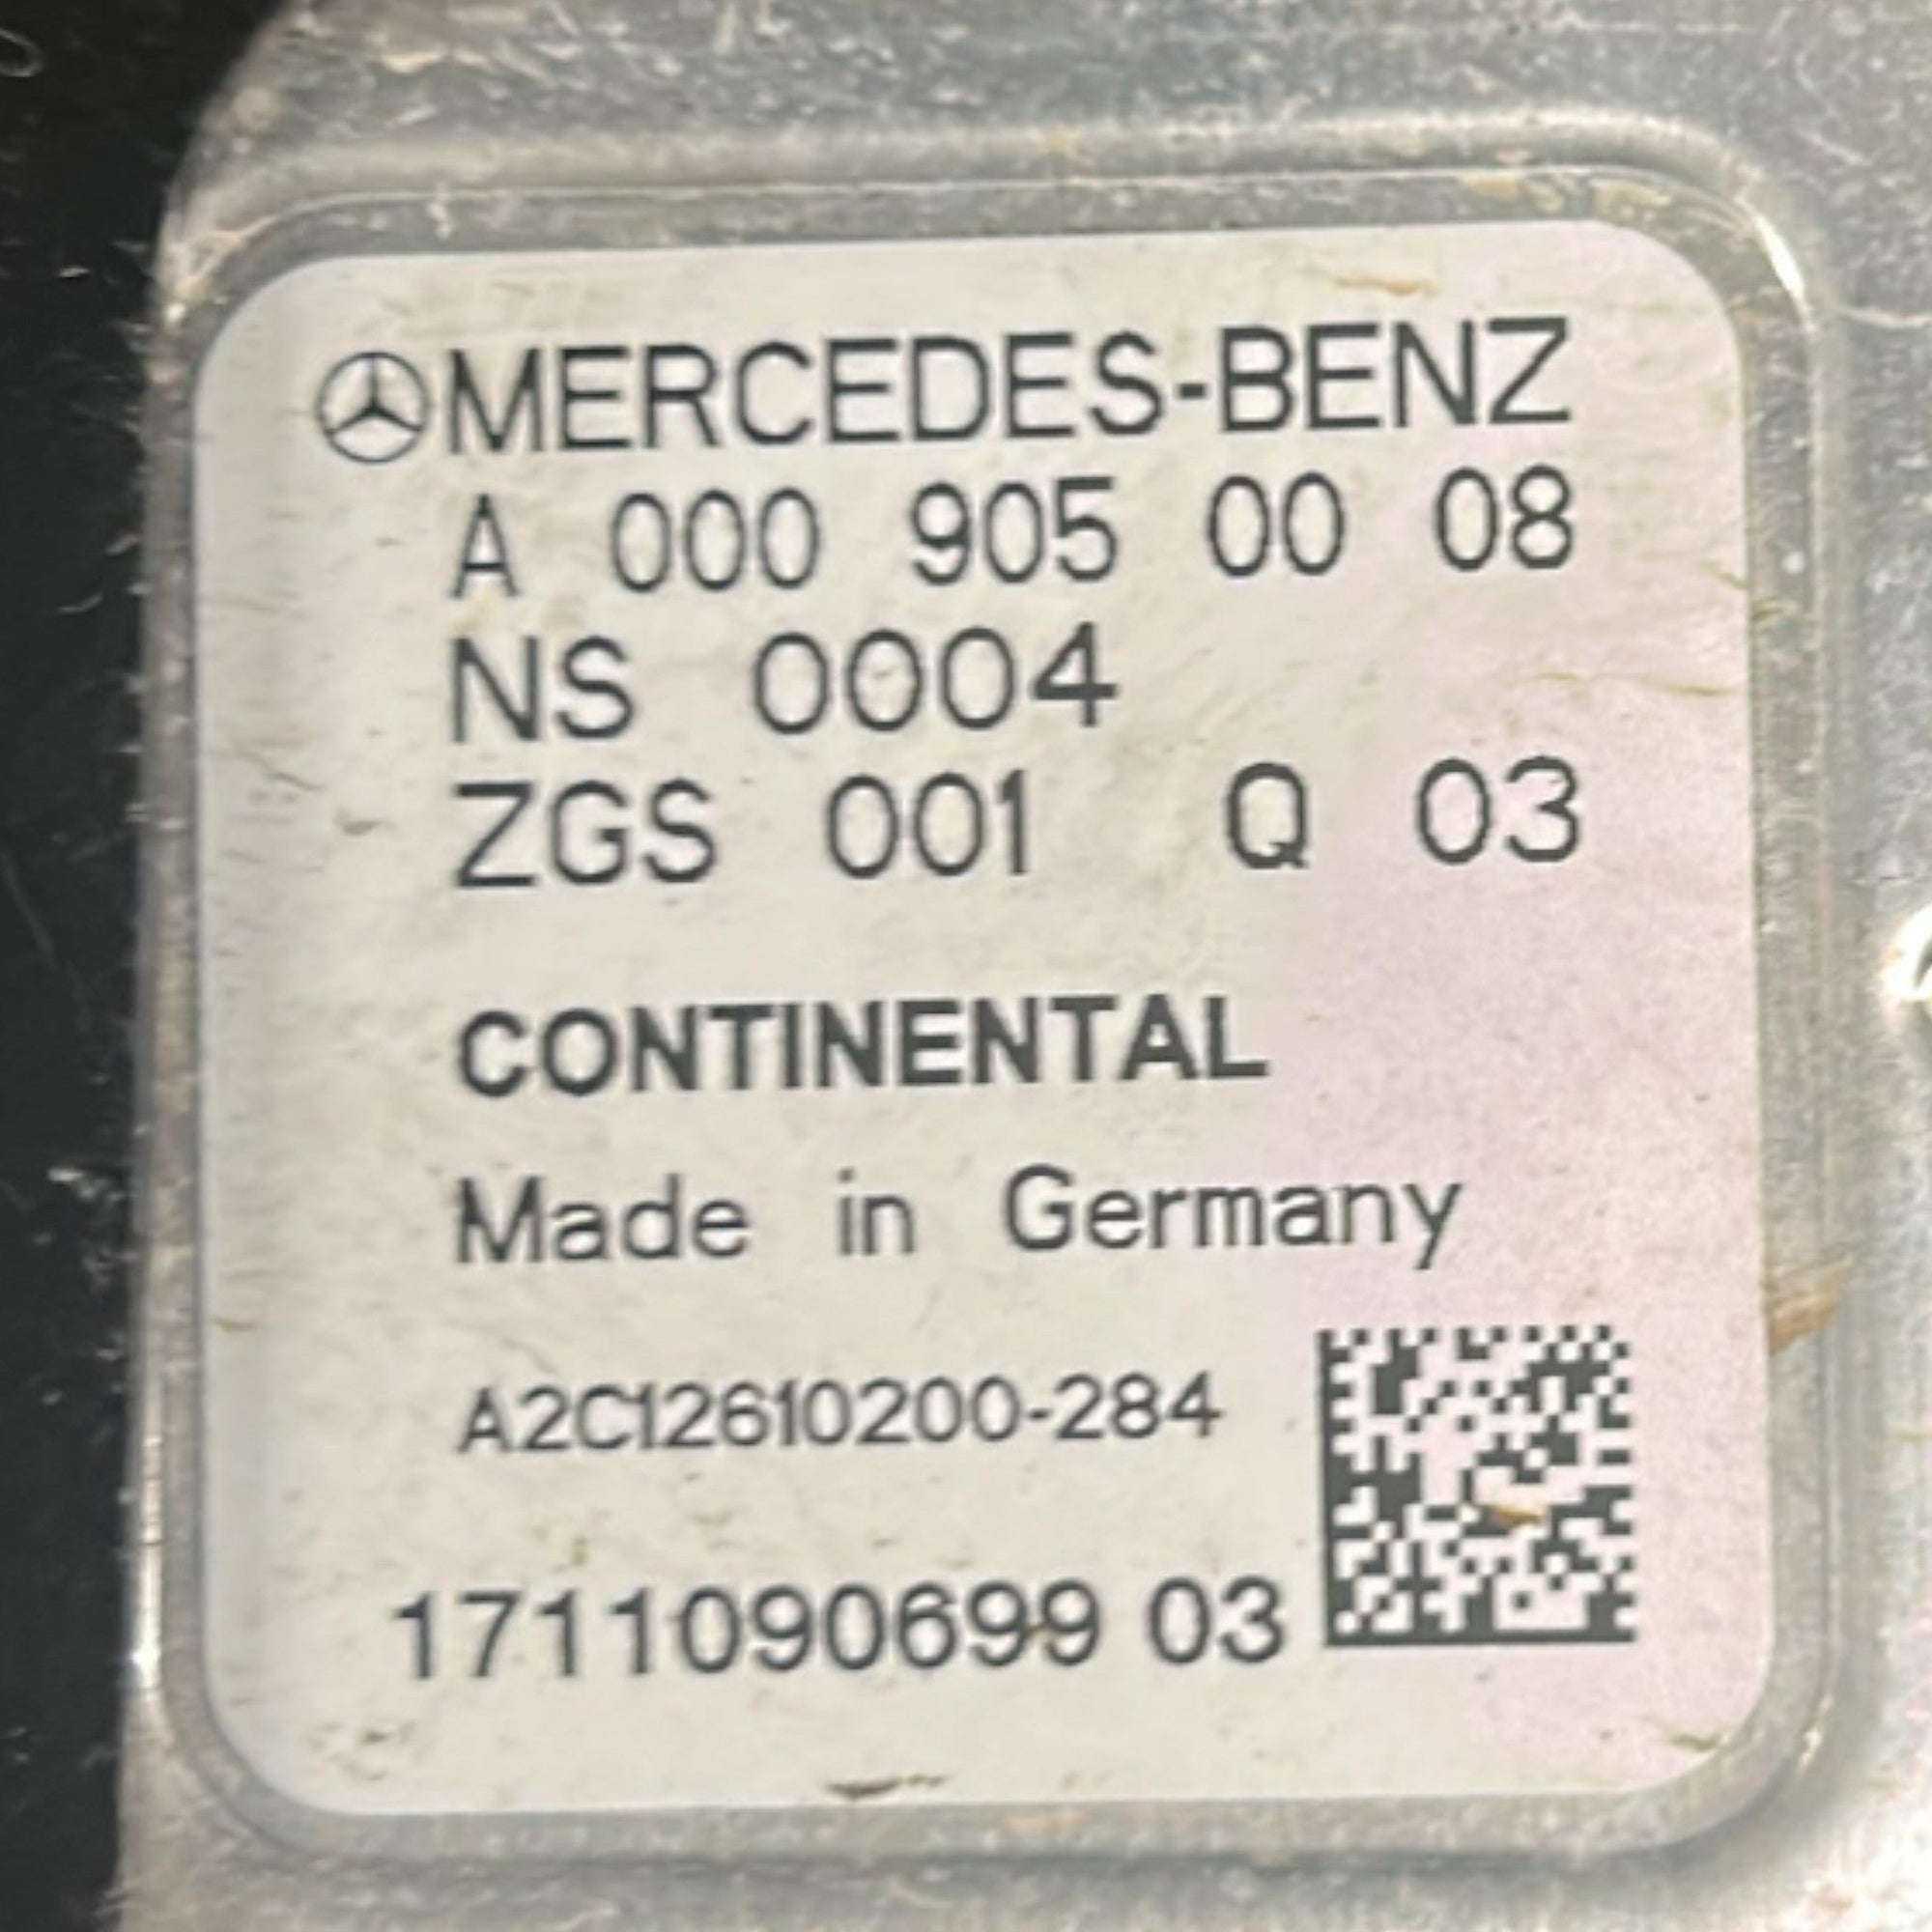 MERCEDES-BENZ
A 000 905 00 08
NS 0004
ZGS 001 Q 03
CONTINENTAL
Made in Germany
A2C12610200-284
1711090699 03